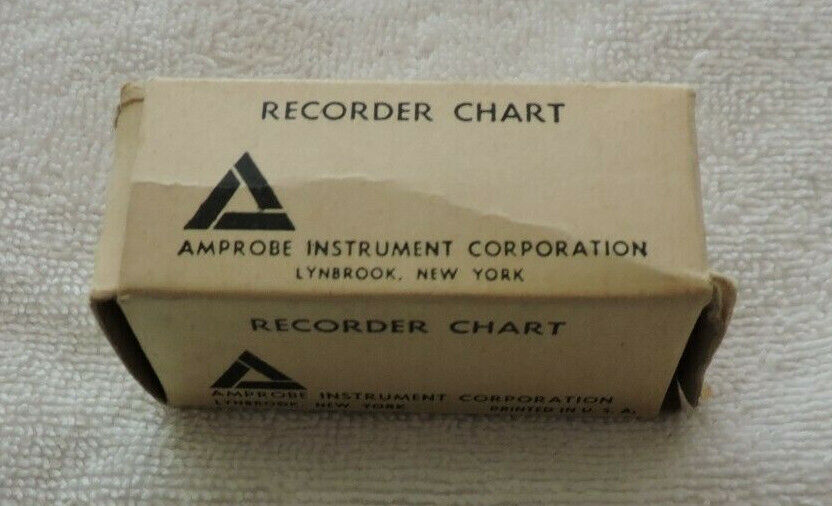 RECORDER CHART
AMPROBE INSTRUMENT CORPORATION
LYNBROOK, NEW YORK
RECORDER CHART
AMPROBE INSTRUMENT CORPORATION
LYNBROOK, NEW YORK PRINTED IN U. S. A.